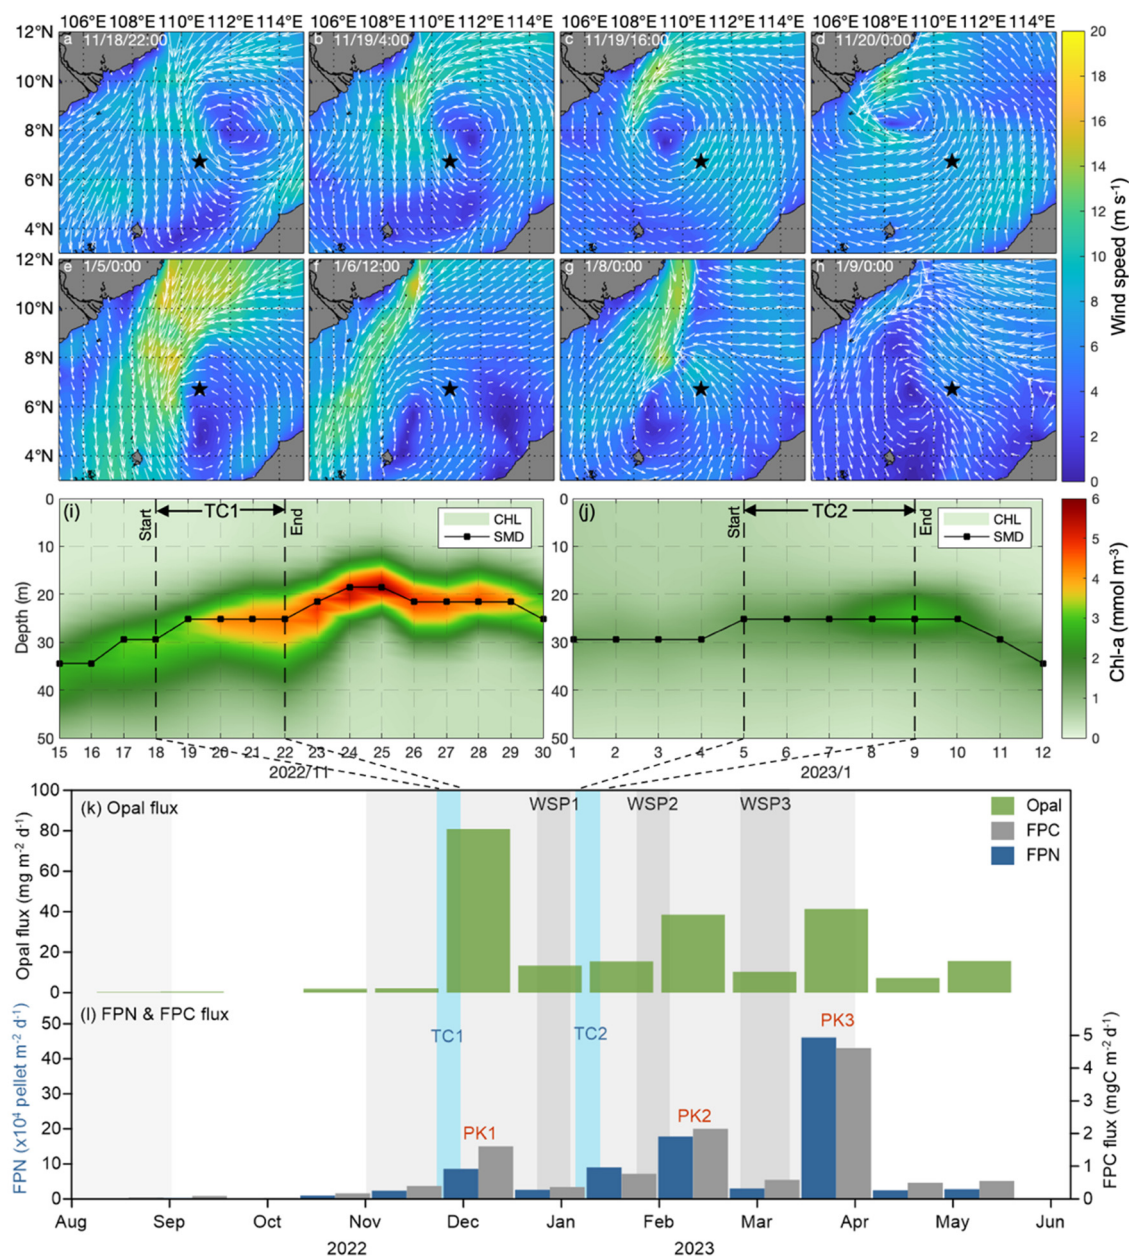 106°E 108°E 110°E 112°E 114°E 106°E 108°E 110°E 112°E 114°E 106°E 108°E 110°E 112°E 114°E 106°E 108°E 110°E 112°E 114°E
12°N
10°N
8°N
6°N
4°N
a 11/18/22:00
b 11/19/4:00
c 11/19/16:00
d 11/20/0:00
12°N
10°N
8°N
6°N
4°N
e 1/5/0:00
f 1/6/12:00
g 1/8/0:00
h 1/9/0:00
20
18
16
14
12
10
8
6
4
2
0
Wind speed (m s⁻¹)
(i)
Start
TC1
End
CHL
SMD
0
10
20
30
40
50
Depth (m)
15 16 17 18 19 20 21 22 23 24 25 26 27 28 29 30
2022/11
(j)
Start
TC2
End
CHL
SMD
0
10
20
30
40
50
1 2 3 4 5 6 7 8 9 10 11 12
2023/1
6
5
4
3
2
1
0
Chl-a (mmol m⁻³)
(k) Opal flux
WSP1 WSP2 WSP3
Opal
FPC
FPN
100
80
60
40
20
0
Opal flux (mg m⁻² d⁻¹)
(l) FPN & FPC flux
TC1
TC2
PK1
PK2
PK3
50
40
30
20
10
0
FPN (x10⁴ pellet m⁻² d⁻¹)
5
4
3
2
1
0
FPC flux (mgC m⁻² d⁻¹)
Aug Sep Oct Nov Dec Jan Feb Mar Apr May Jun
2022 2023